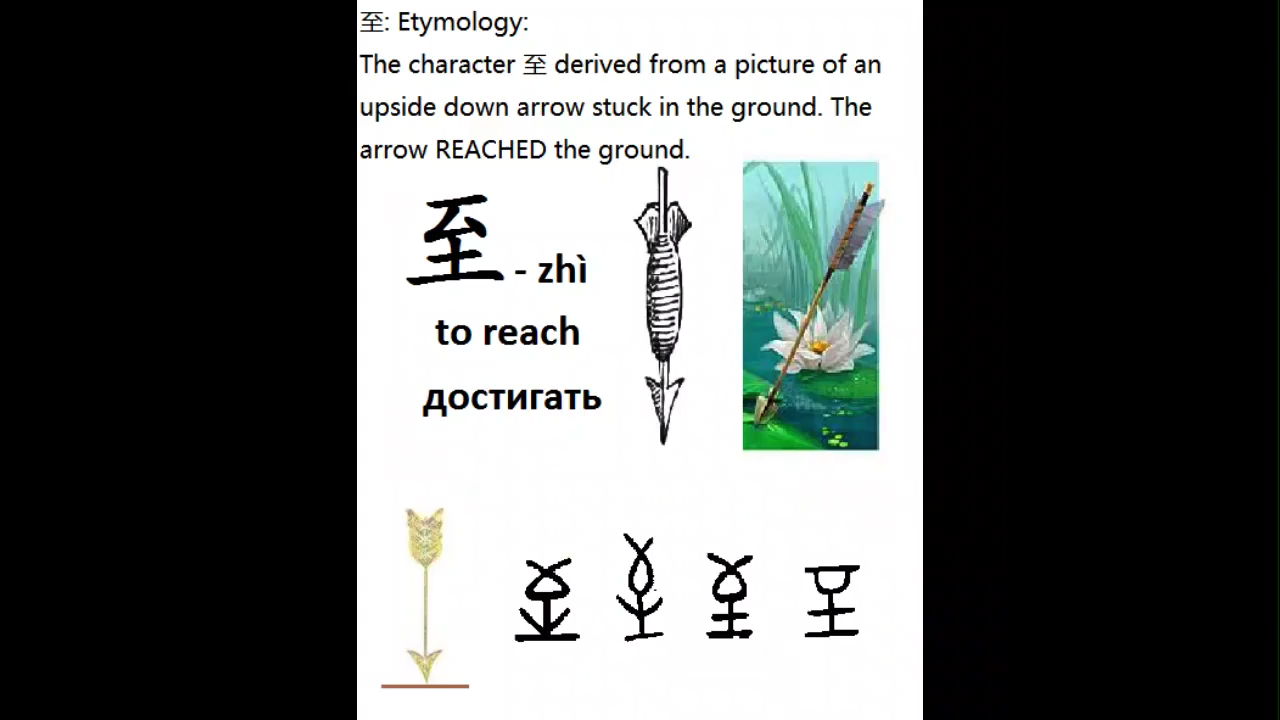 至: Etymology:
The character 至 derived from a picture of an
upside down arrow stuck in the ground. The
arrow REACHED the ground.
至 - zhì
to reach
достигать